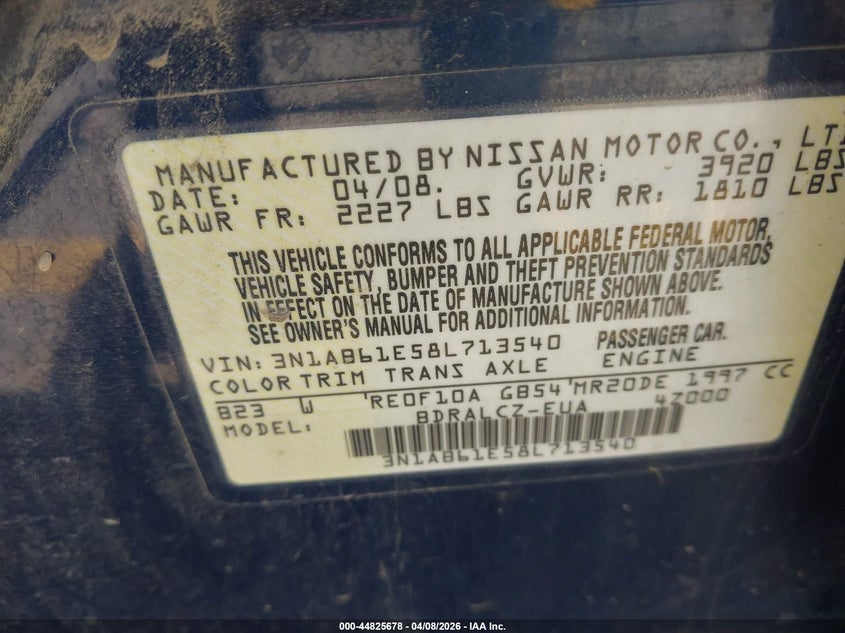 MANUFACTURED BY NISSAN MOTOR CO., LT
DATE: 04/08. GVWR: 3920 LBS
GAWR FR: 2227 LBS GAWR RR: 1810 LBS
THIS VEHICLE CONFORMS TO ALL APPLICABLE FEDERAL MOTOR,
VEHICLE SAFETY, BUMPER AND THEFT PREVENTION STANDARDS
IN EFFECT ON THE DATE OF MANUFACTURE SHOWN ABOVE.
SEE OWNER'S MANUAL FOR ADDITIONAL INFORMATION.
VIN: 3N1AB61E58L713540 PASSENGER CAR.
COLOR TRIM TRANS AXLE ENGINE
B23 W RE0F10A GB54 MR20DE 1997 CC
MODEL: BDRALCZ-EUA 4Z000
3N1AB61E58L713540
000-44825678 - 04/08/2026 - IAA Inc.